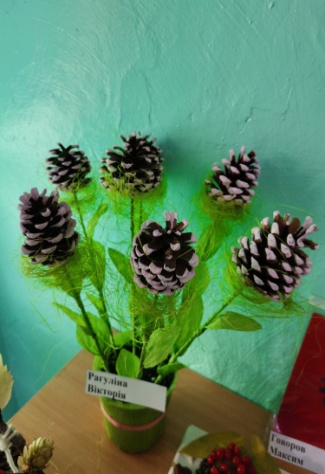 Рагуліна
Вікторія
Говоров
Максим